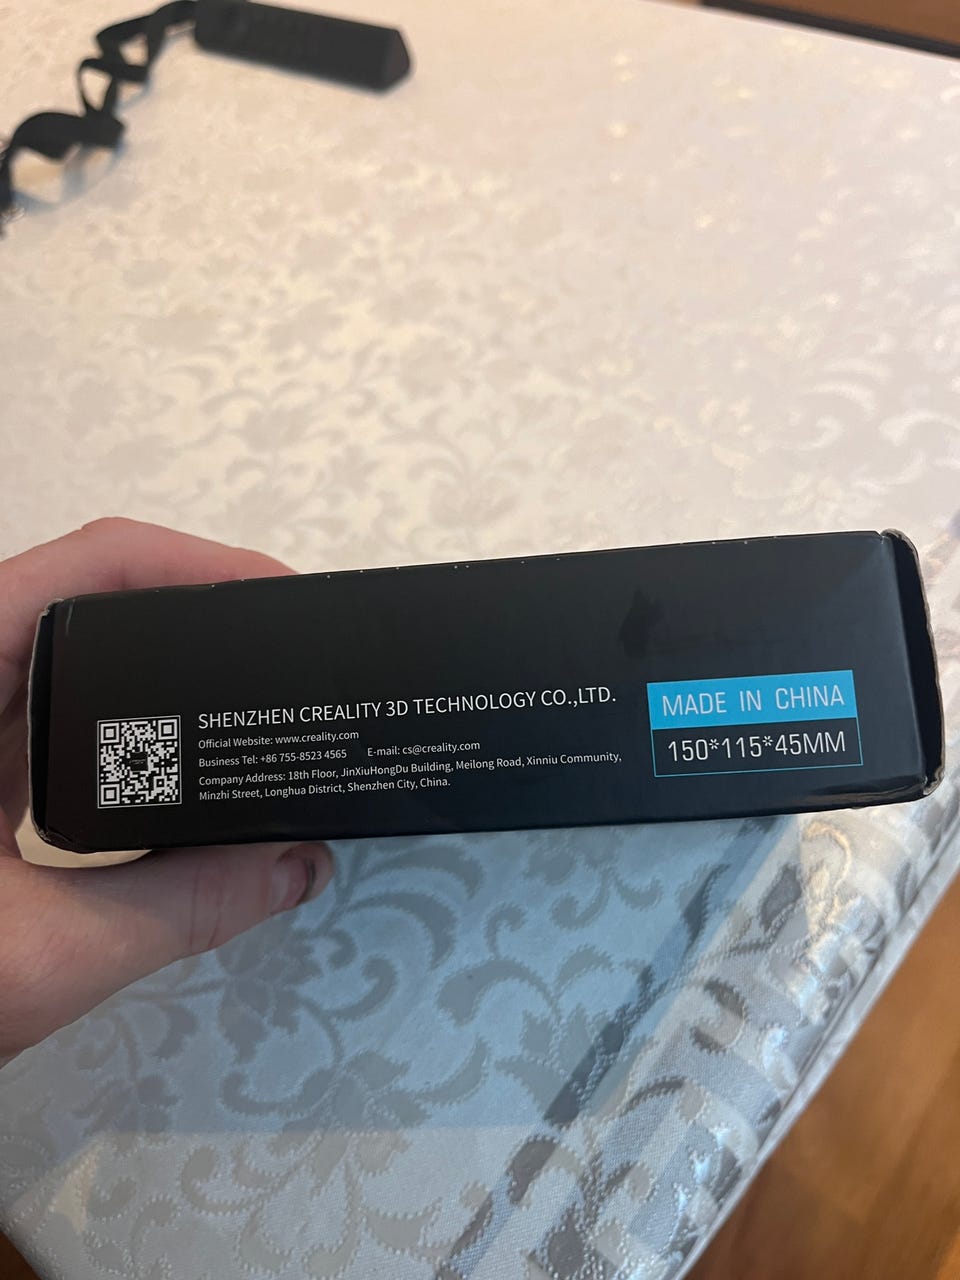 SHENZHEN CREALITY 3D TECHNOLOGY CO.,LTD.
Official Website: www.creality.com
Business Tel: +86 755-8523 4565 E-mail: cs@creality.com
Company Address: 18th Floor, JinXiuHongDu Building, Meilong Road, Xinniu Community,
Minzhi Street, Longhua District, Shenzhen City, China.
MADE IN CHINA
150*115*45MM